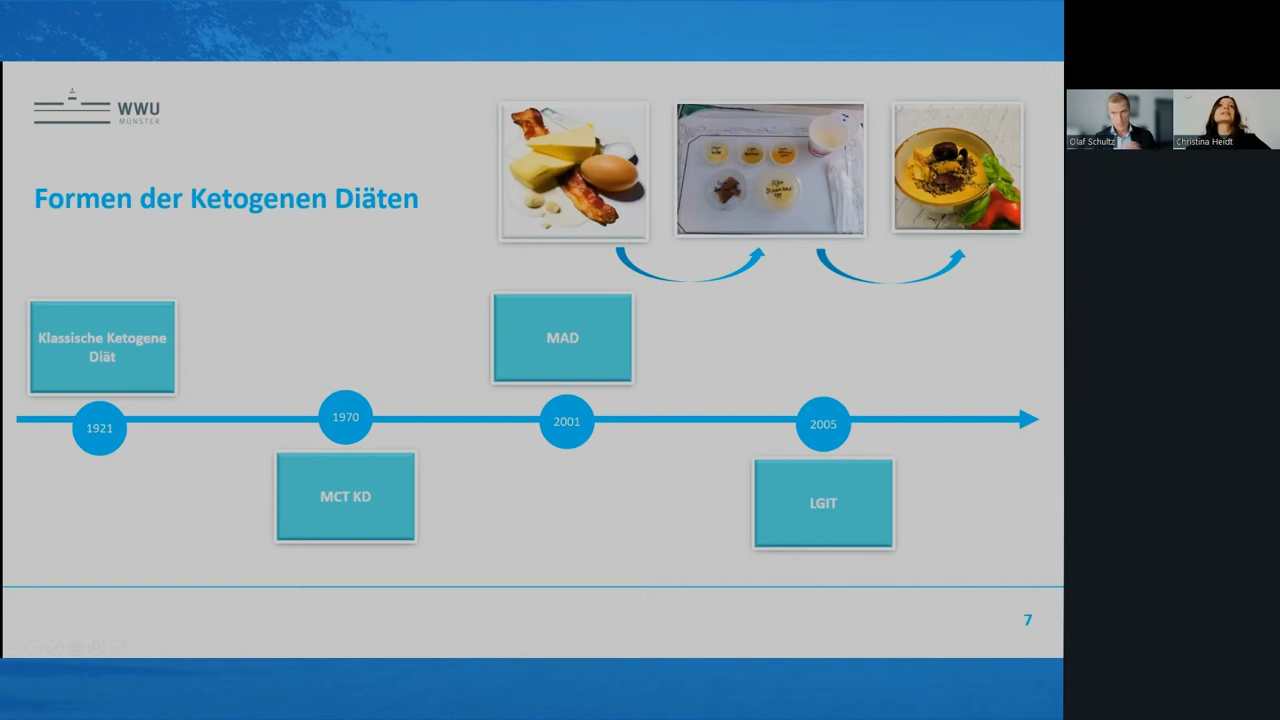 WWU
MÜNSTER
Formen der Ketogenen Diäten
Klassische Ketogene
Diät
MAD
1921
1970
2001
2005
MCT KD
LGIT
7
Olaf Schultz
Christina Heidt